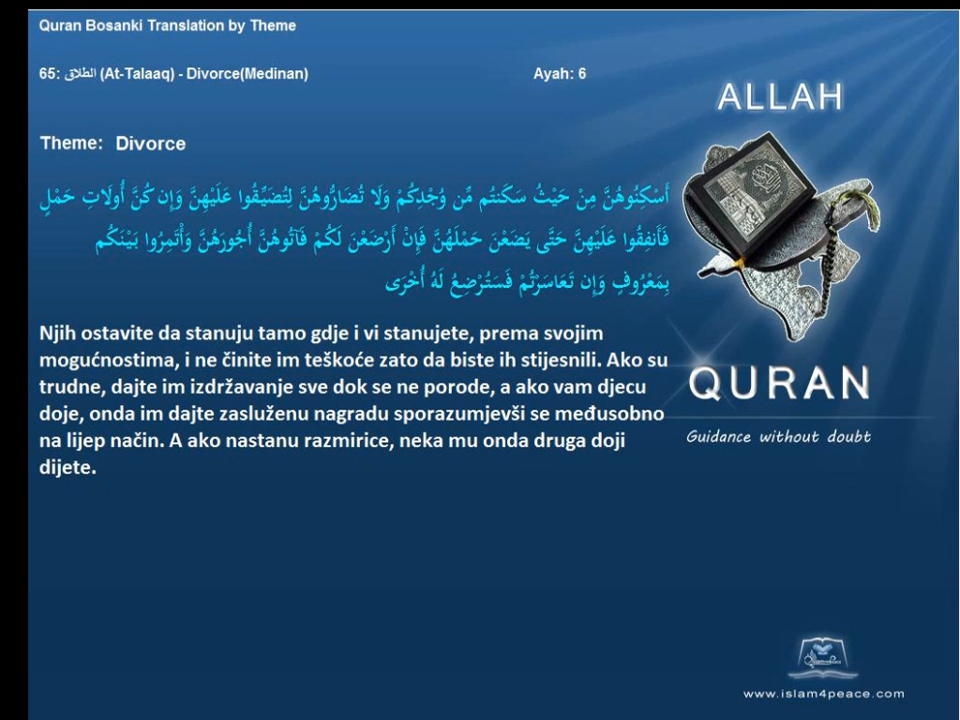 Quran Bosanki Translation by Theme
65: الطلاق (At-Talaaq) - Divorce(Medinan)
Ayah: 6
ALLAH
Theme: Divorce
أَسْكِنُوهُنَّ مِنْ حَيْثُ سَكَنتُم مِّن وُجْدِكُمْ وَلَا تُضَارُّوهُنَّ لِتُضَيِّقُوا عَلَيْهِنَّ وَإِن كُنَّ أُولَاتِ حَمْلٍ
فَأَنفِقُوا عَلَيْهِنَّ حَتَّى يَضَعْنَ حَمْلَهُنَّ فَإِنْ أَرْضَعْنَ لَكُمْ فَآتُوهُنَّ أُجُورَهُنَّ وَأْتَمِرُوا بَيْنَكُم
بِمَعْرُوفٍ وَإِن تَعَاسَرْتُمْ فَسَتُرْضِعُ لَهُ أُخْرَى
Njih ostavite da stanuju tamo gdje i vi stanujete, prema svojim
mogućnostima, i ne činite im teškoće zato da biste ih stijesnili. Ako su
trudne, dajte im izdržavanje sve dok se ne porode, a ako vam djecu
doje, onda im dajte zasluženu nagradu sporazumjevši se međusobno
na lijep način. A ako nastanu razmirice, neka mu onda druga doji
dijete.
QURAN
Guidance without doubt
www.islam4peace.com